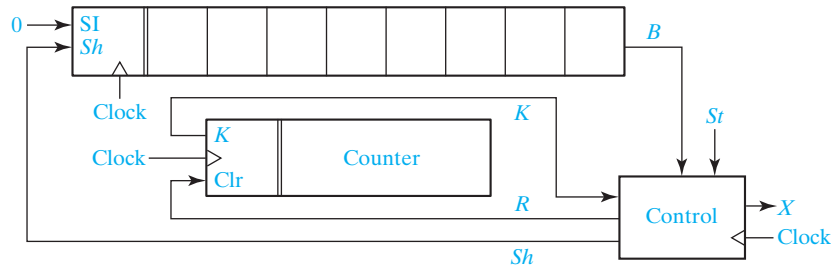 0
SI
B
Sh
Clock
K
St
K
Clock
Counter
Clr
R
Control
X
Clock
Sh